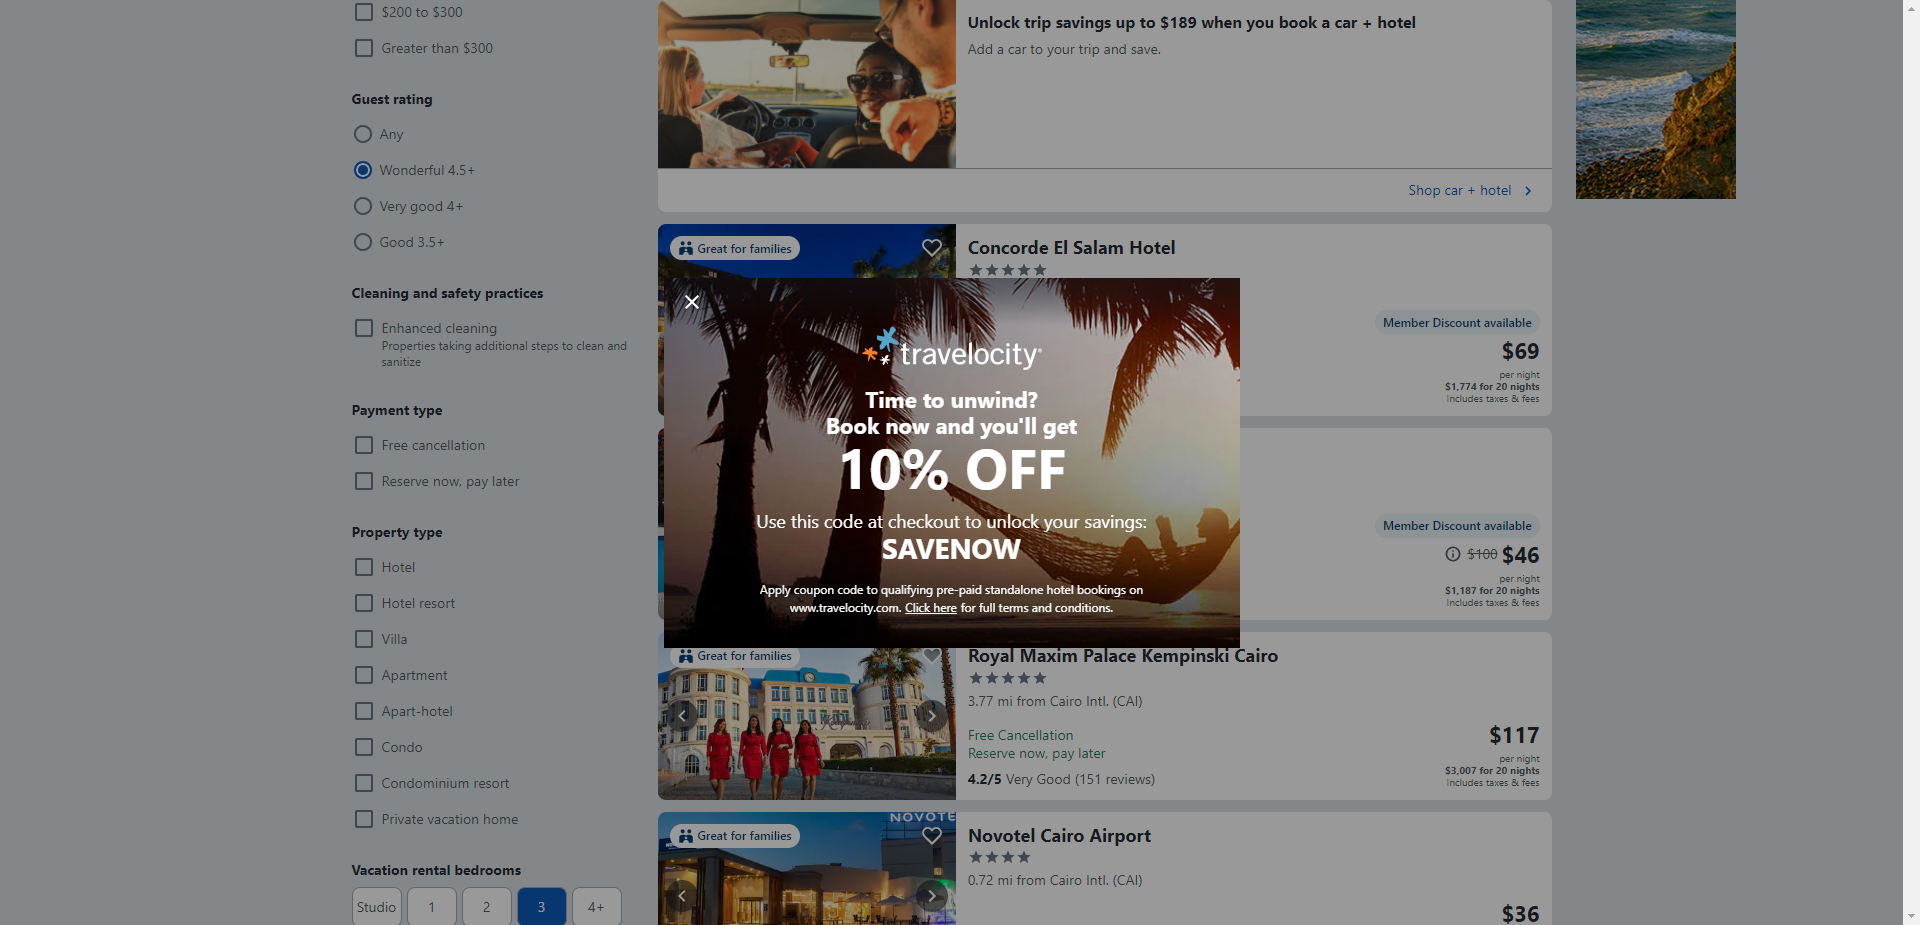 $200 to $300
Greater than $300
Guest rating
Any
Wonderful 4.5+
Very good 4+
Good 3.5+
Cleaning and safety practices
Enhanced cleaning
Properties taking additional steps to clean and
sanitize
Payment type
Free cancellation
Reserve now, pay later
Property type
Hotel
Hotel resort
Villa
Apartment
Apart-hotel
Condo
Condominium resort
Private vacation home
Vacation rental bedrooms
Studio 1 2 3 4+
Unlock trip savings up to $189 when you book a car + hotel
Add a car to your trip and save.
Shop car + hotel
Great for families
Concorde El Salam Hotel
Member Discount available
$69
per night
$1,774 for 20 nights
Includes taxes & fees
travelocity
Time to unwind?
Book now and you'll get
10% OFF
Use this code at checkout to unlock your savings:
SAVENOW
Apply coupon code to qualifying pre-paid standalone hotel bookings on
www.travelocity.com. Click here for full terms and conditions.
Member Discount available
$100 $46
per night
$1,187 for 20 nights
Includes taxes & fees
Great for families
Royal Maxim Palace Kempinski Cairo
3.77 mi from Cairo Intl. (CAI)
Free Cancellation
Reserve now, pay later
4.2/5 Very Good (151 reviews)
$117
per night
$3,007 for 20 nights
Includes taxes & fees
Kempinski
NOVOTE
Great for families
Novotel Cairo Airport
0.72 mi from Cairo Intl. (CAI)
$36